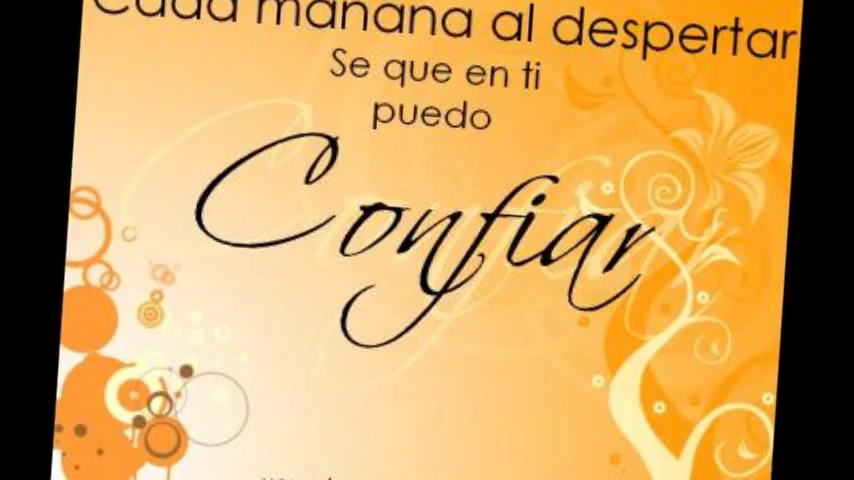 Cada mañana al despertar
Se que en ti
puedo
Confiar